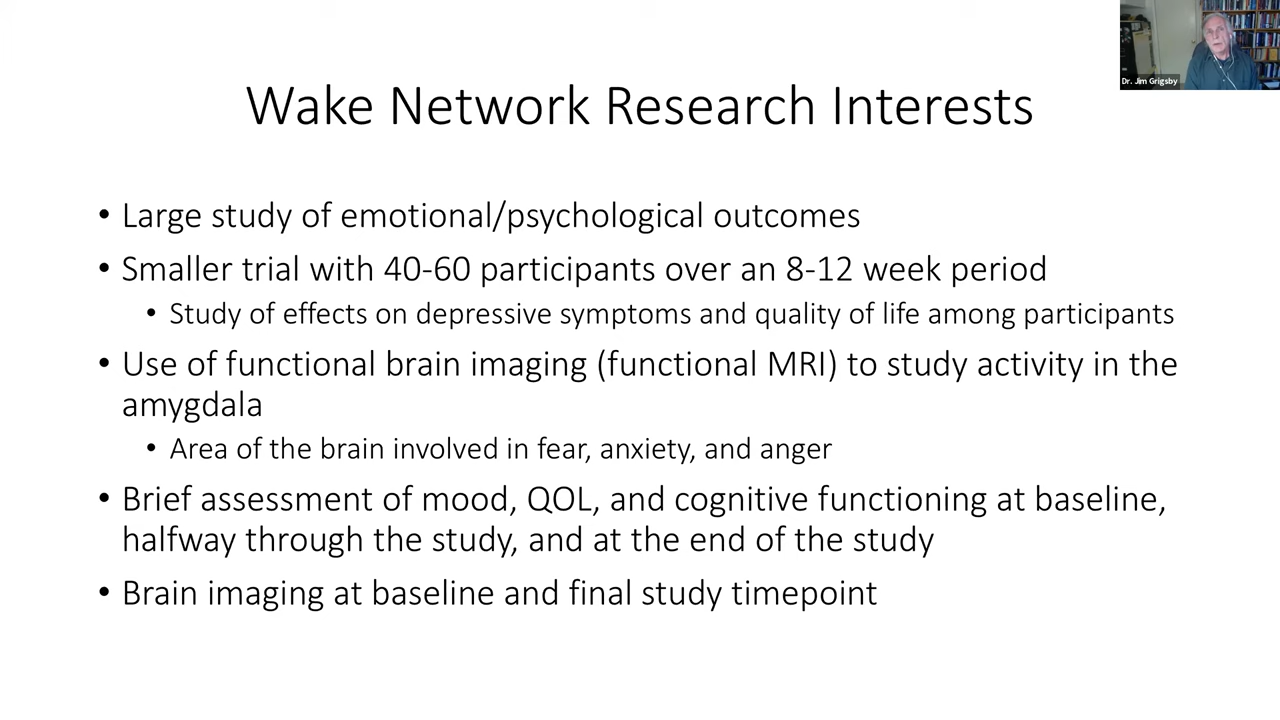 Dr. Jim Grigsby
Wake Network Research Interests
• Large study of emotional/psychological outcomes
• Smaller trial with 40-60 participants over an 8-12 week period
• Study of effects on depressive symptoms and quality of life among participants
• Use of functional brain imaging (functional MRI) to study activity in the
amygdala
• Area of the brain involved in fear, anxiety, and anger
• Brief assessment of mood, QOL, and cognitive functioning at baseline,
halfway through the study, and at the end of the study
• Brain imaging at baseline and final study timepoint